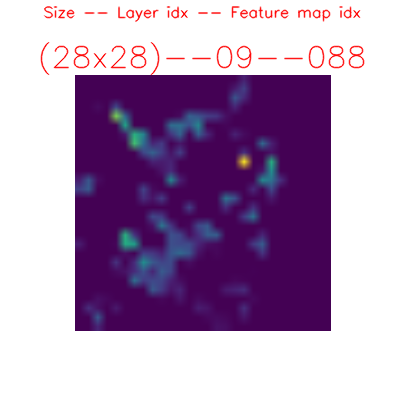 Size -- Layer idx -- Feature map idx
(28x28)--09--088